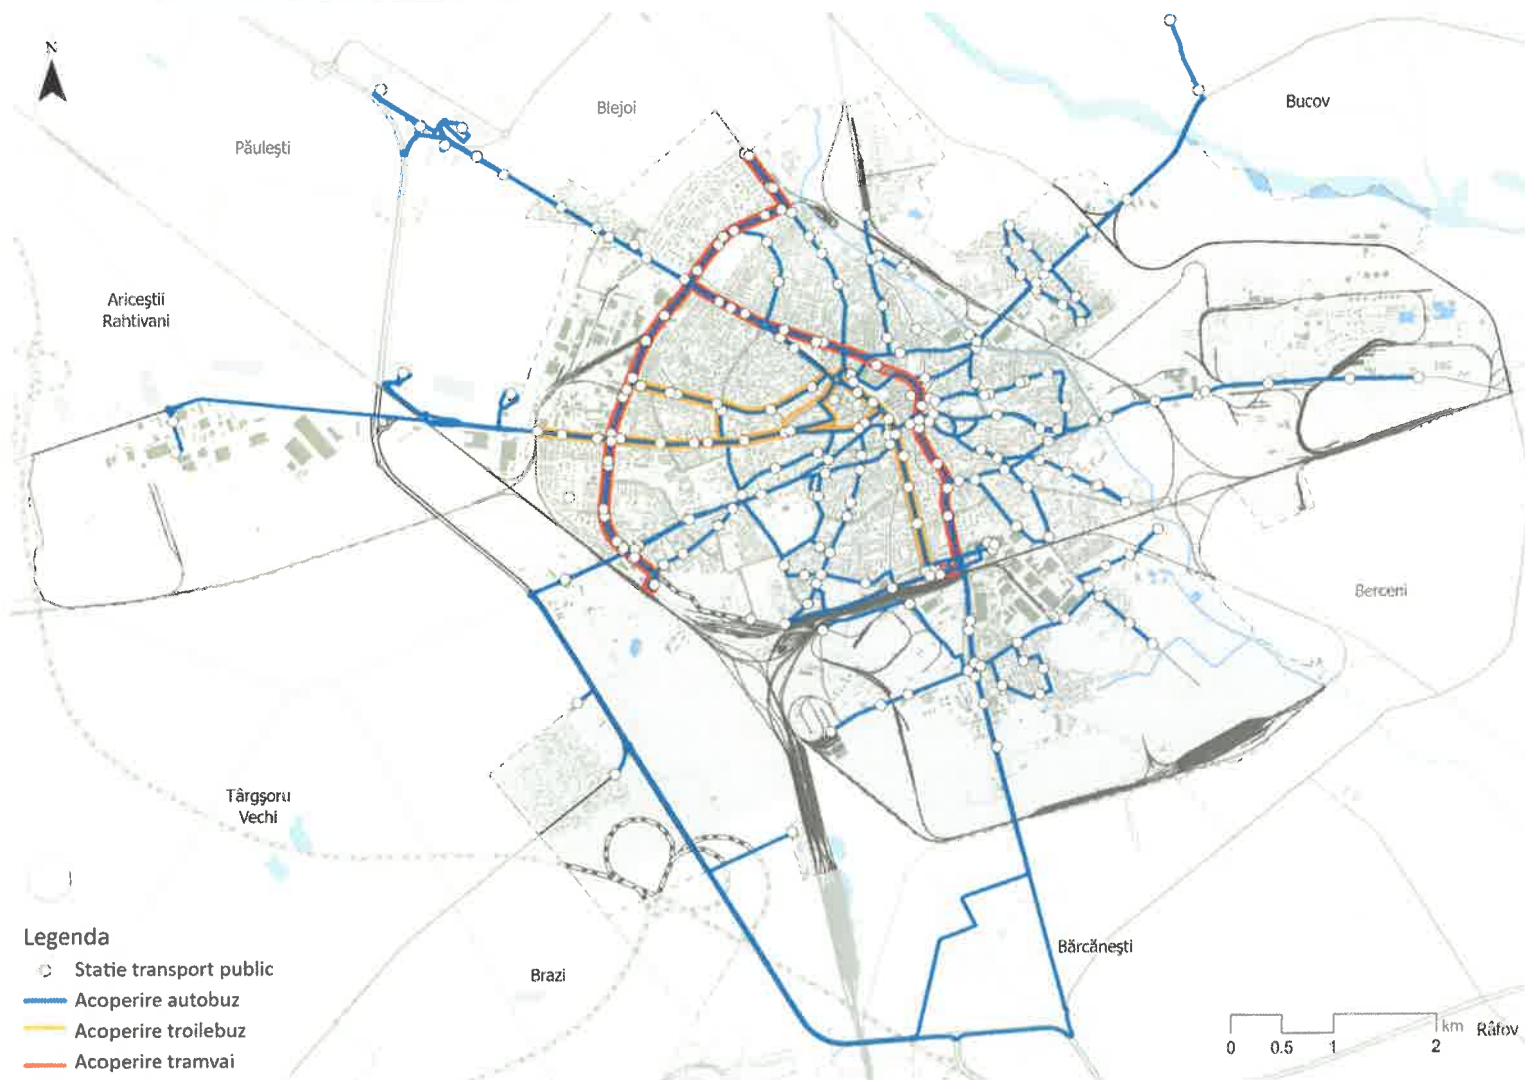 N
Blejoi
Bucov
Păulești
Ariceștii
Rahtivani
Berceni
Târgșoru
Vechi
Legenda
Statie transport public
Acoperire autobuz
Acoperire troilebuz
Acoperire tramvai
Brazi
Bărcănești
km
Râfov
0 0.5 1 2